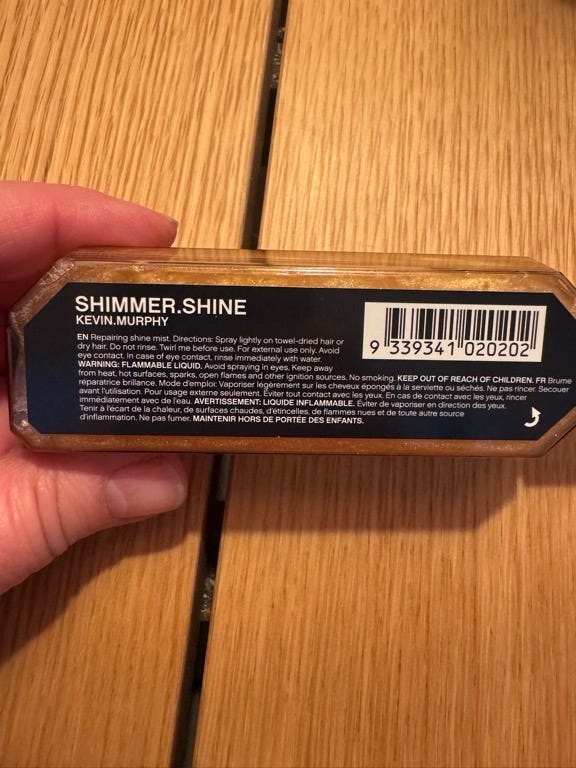 SHIMMER.SHINE
KEVIN.MURPHY
EN Repairing shine mist. Directions: Spray lightly on towel-dried hair or
dry hair. Do not rinse. Twirl me before use. For external use only. Avoid
eye contact. In case of eye contact, rinse immediately with water.
WARNING: FLAMMABLE LIQUID. Avoid spraying in eyes. Keep away
from heat, hot surfaces, sparks, open flames and other ignition sources. No smoking. KEEP OUT OF REACH OF CHILDREN. FR Brume
réparatrice brillance. Mode d'emploi: Vaporiser légèrement sur les cheveux épongés à la serviette ou séchés. Ne pas rincer. Secouer
avant l'utilisation. Pour usage externe seulement. Éviter tout contact avec les yeux. En cas de contact avec les yeux, rincer
immédiatement avec de l'eau. AVERTISSEMENT: LIQUIDE INFLAMMABLE. Éviter de vaporiser en direction des yeux.
Tenir à l'écart de la chaleur, de surfaces chaudes, d'étincelles, de flammes nues et de toute autre source
d'inflammation. Ne pas fumer. MAINTENIR HORS DE PORTÉE DES ENFANTS.
9 339341 020202